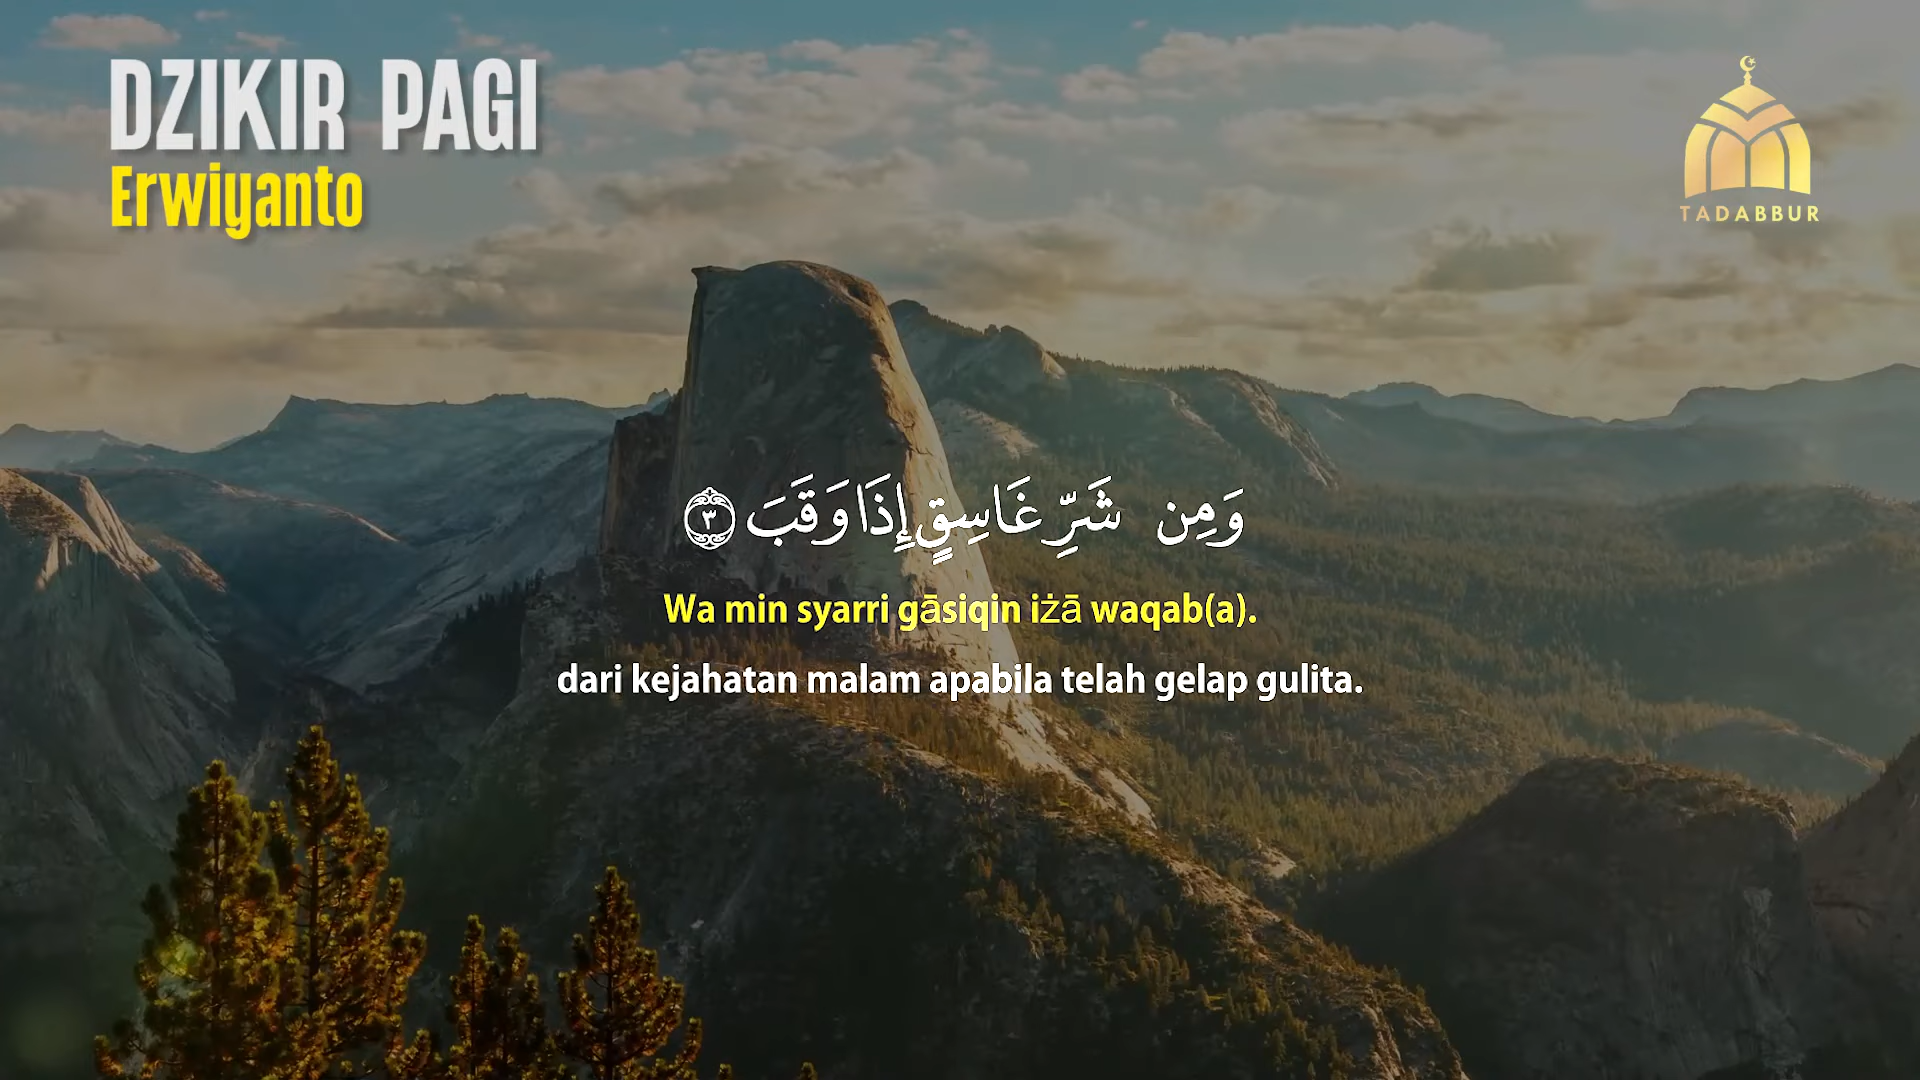 DZIKIR PAGI
Erwiyanto
TADABBUR
وَمِن شَرِّ غَاسِقٍ إِذَا وَقَبَ ۝٣
Wa min syarri gāsiqin iżā waqab(a).
dari kejahatan malam apabila telah gelap gulita.